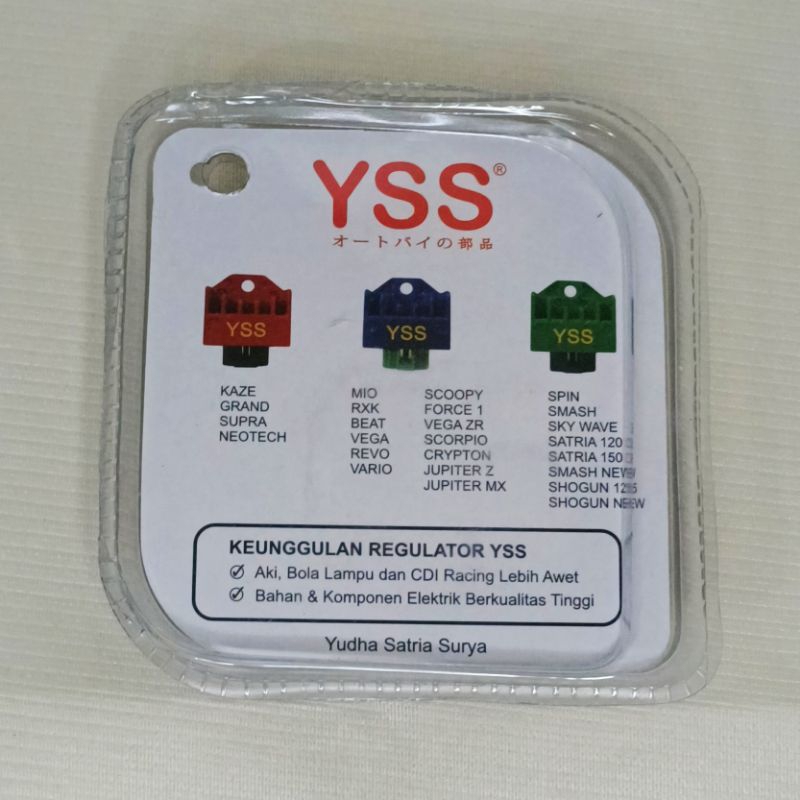 YSS®
オートバイの部品
YSS
YSS
YSS
KAZE
GRAND
SUPRA
NEOTECH
MIO
RXK
BEAT
VEGA
REVO
VARIO
SCOOPY
FORCE 1
VEGA ZR
SCORPIO
CRYPTON
JUPITER Z
JUPITER MX
SPIN
SMASH
SKY WAVE
SATRIA 120
SATRIA 150
SMASH NEW
SHOGUN 125
SHOGUN NEW
KEUNGGULAN REGULATOR YSS
Aki, Bola Lampu dan CDI Racing Lebih Awet
Bahan & Komponen Elektrik Berkualitas Tinggi
Yudha Satria Surya